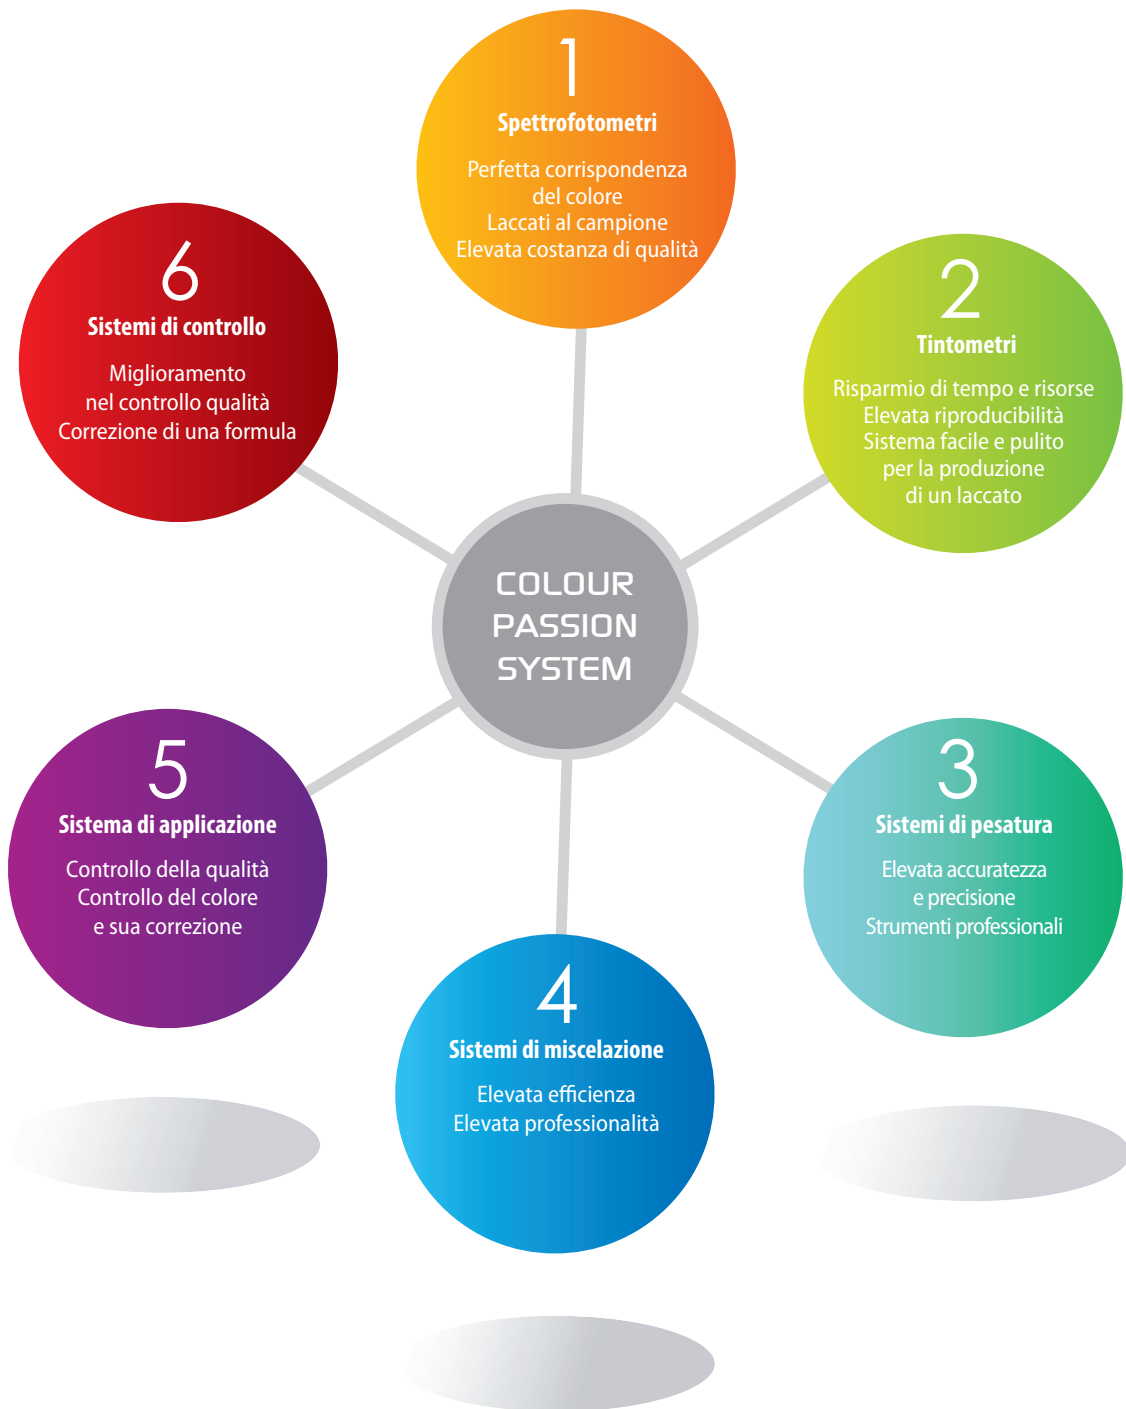 1
Spettrofotometri
Perfetta corrispondenza
del colore
Laccati al campione
Elevata costanza di qualità
2
Tintometri
Risparmio di tempo e risorse
Elevata riproducibilità
Sistema facile e pulito
per la produzione
di un laccato
3
Sistemi di pesatura
Elevata accuratezza
e precisione
Strumenti professionali
4
Sistemi di miscelazione
Elevata efficienza
Elevata professionalità
5
Sistema di applicazione
Controllo della qualità
Controllo del colore
e sua correzione
6
Sistemi di controllo
Miglioramento
nel controllo qualità
Correzione di una formula
COLOUR
PASSION
SYSTEM